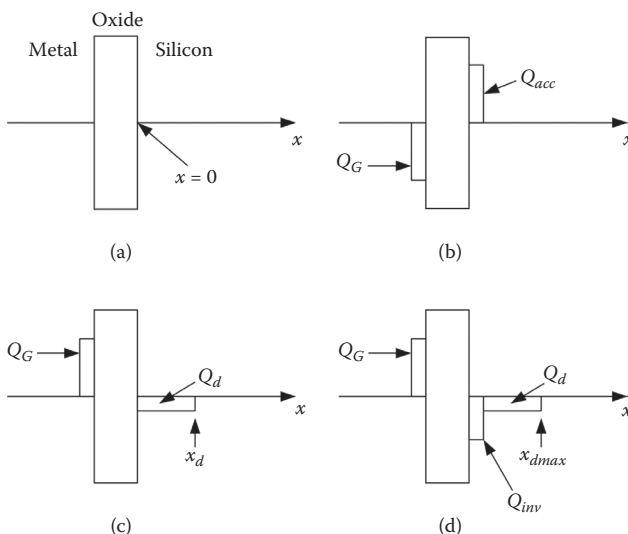 Oxide
Metal
Silicon
x
x = 0
(a)
Q_acc
x
Q_G
(b)
Q_G
Q_d
x
x_d
(c)
Q_G
Q_d
x
x_dmax
Q_inv
(d)